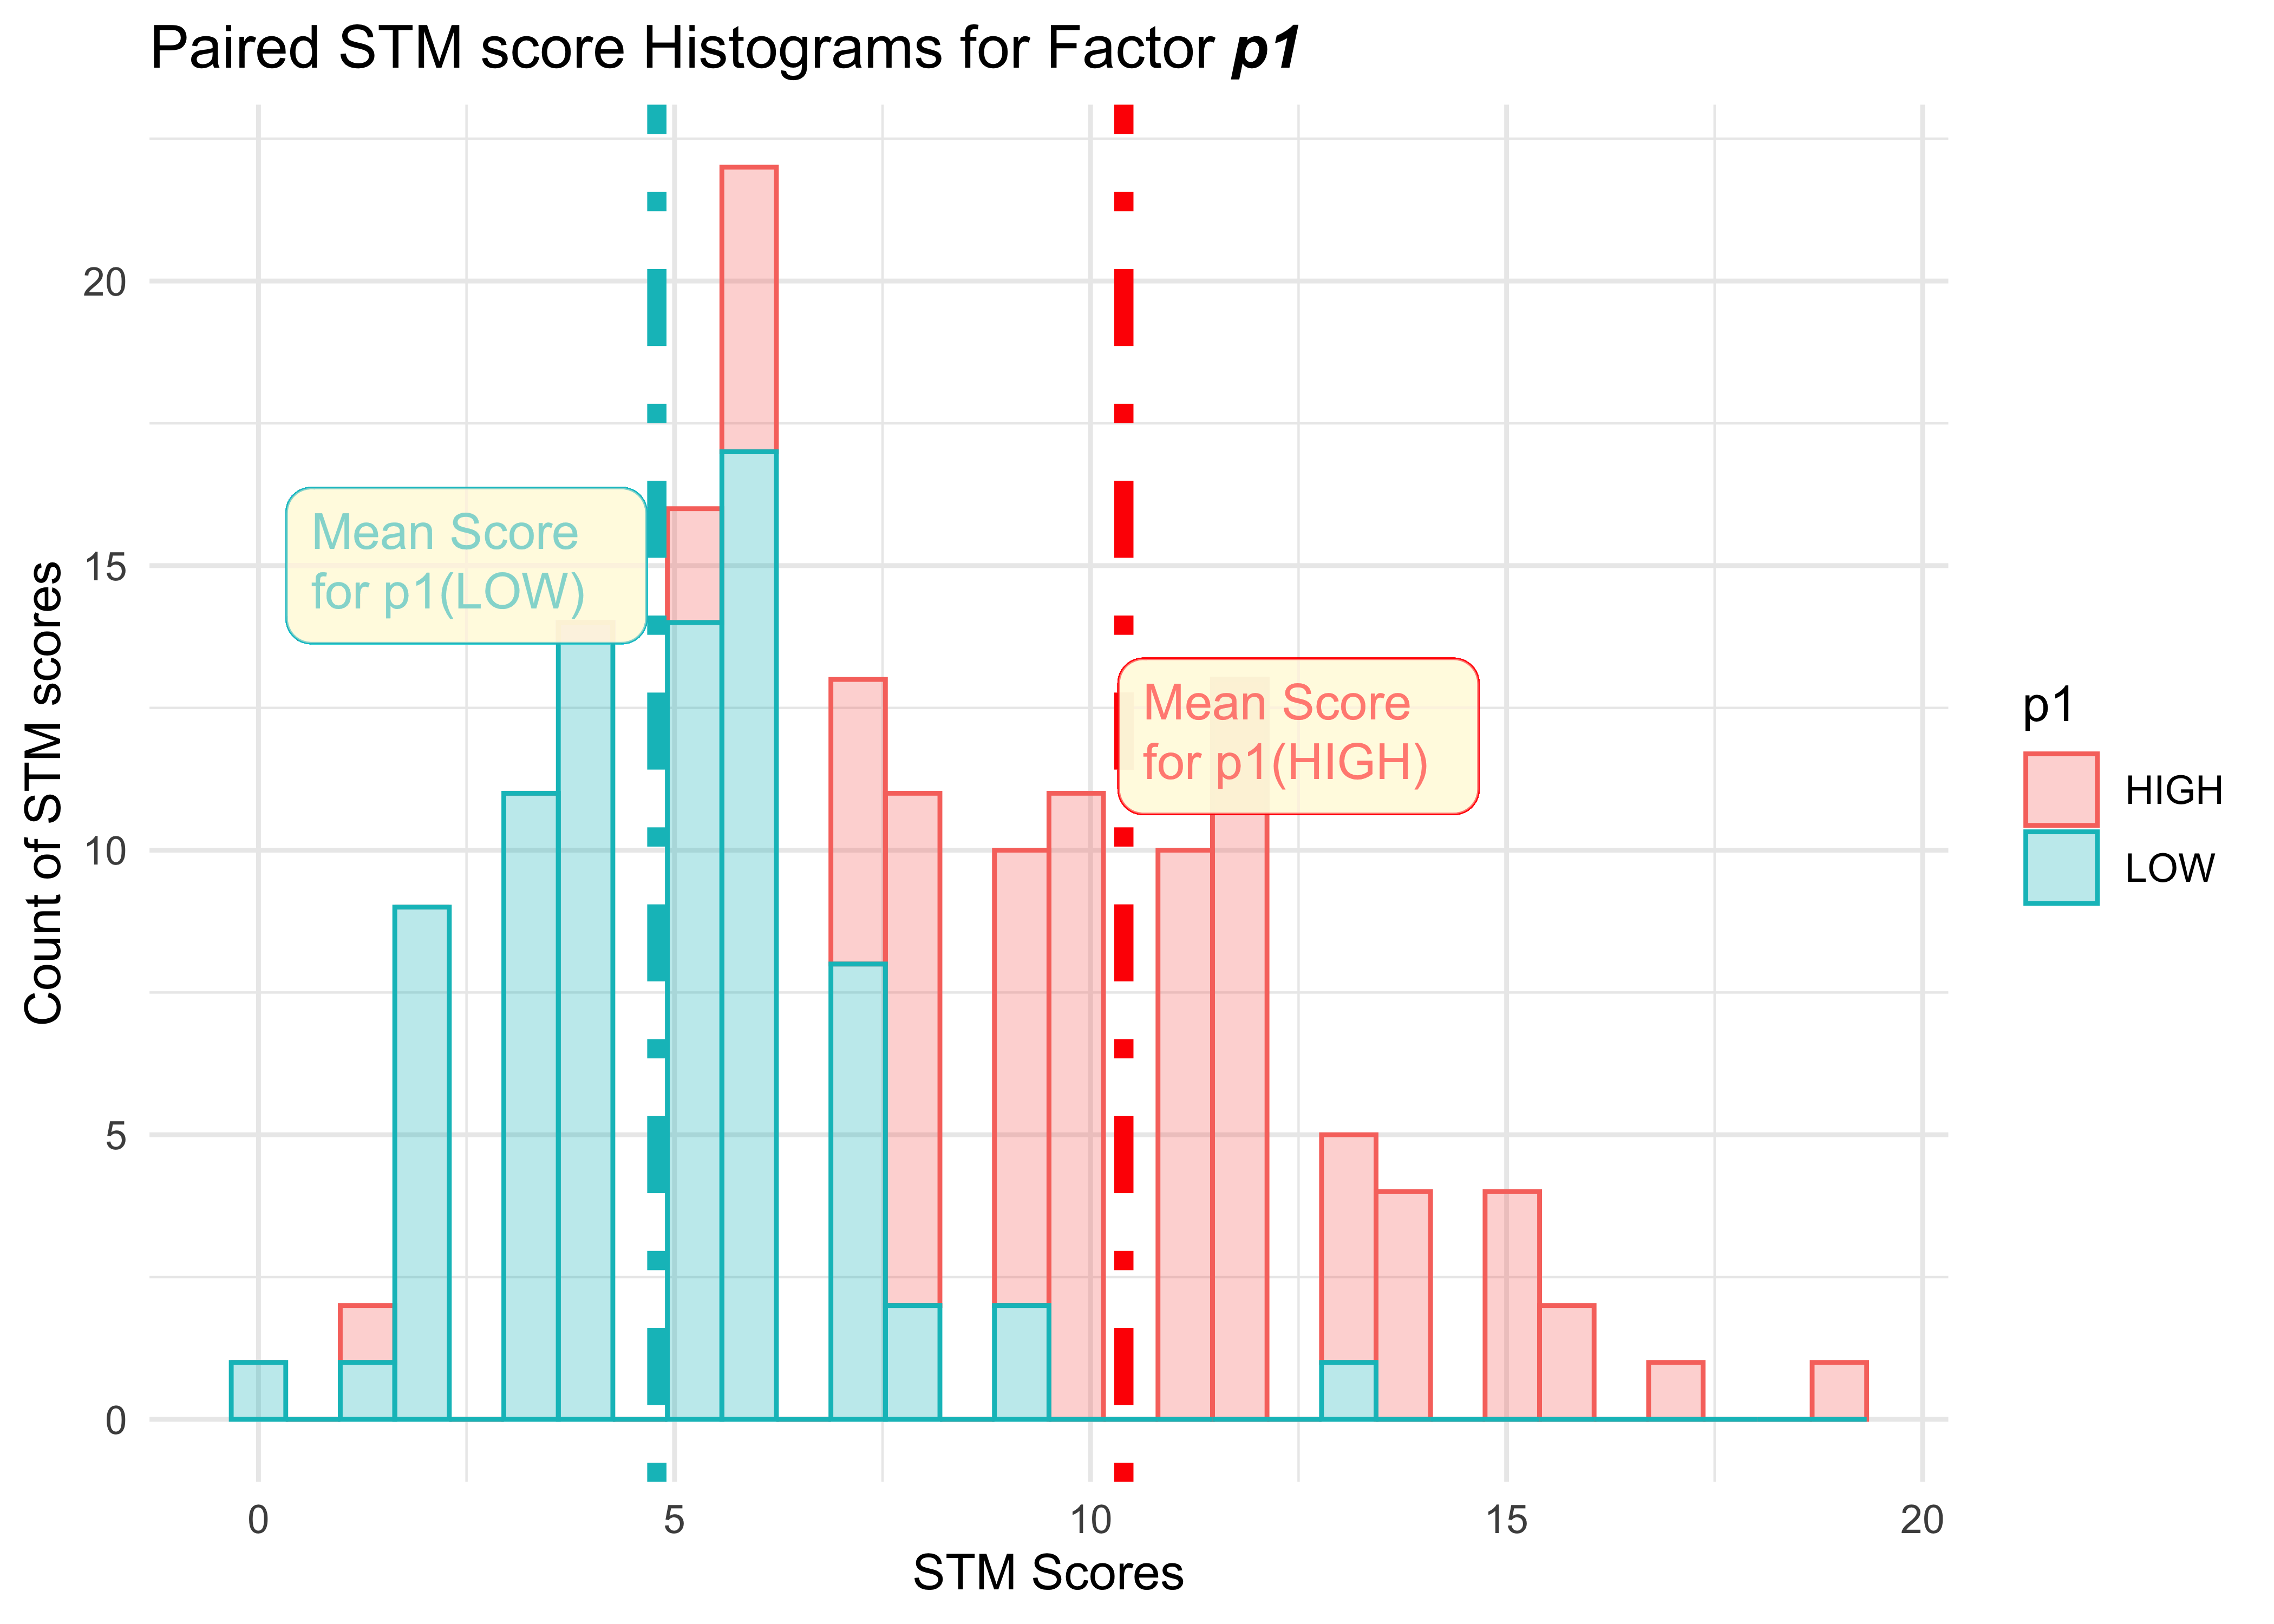 Paired STM score Histograms for Factor p1
Count of STM scores
20
15
10
5
0
Mean Score
for p1(LOW)
Mean Score
for p1(HIGH)
p1
HIGH
LOW
0 5 10 15 20
STM Scores